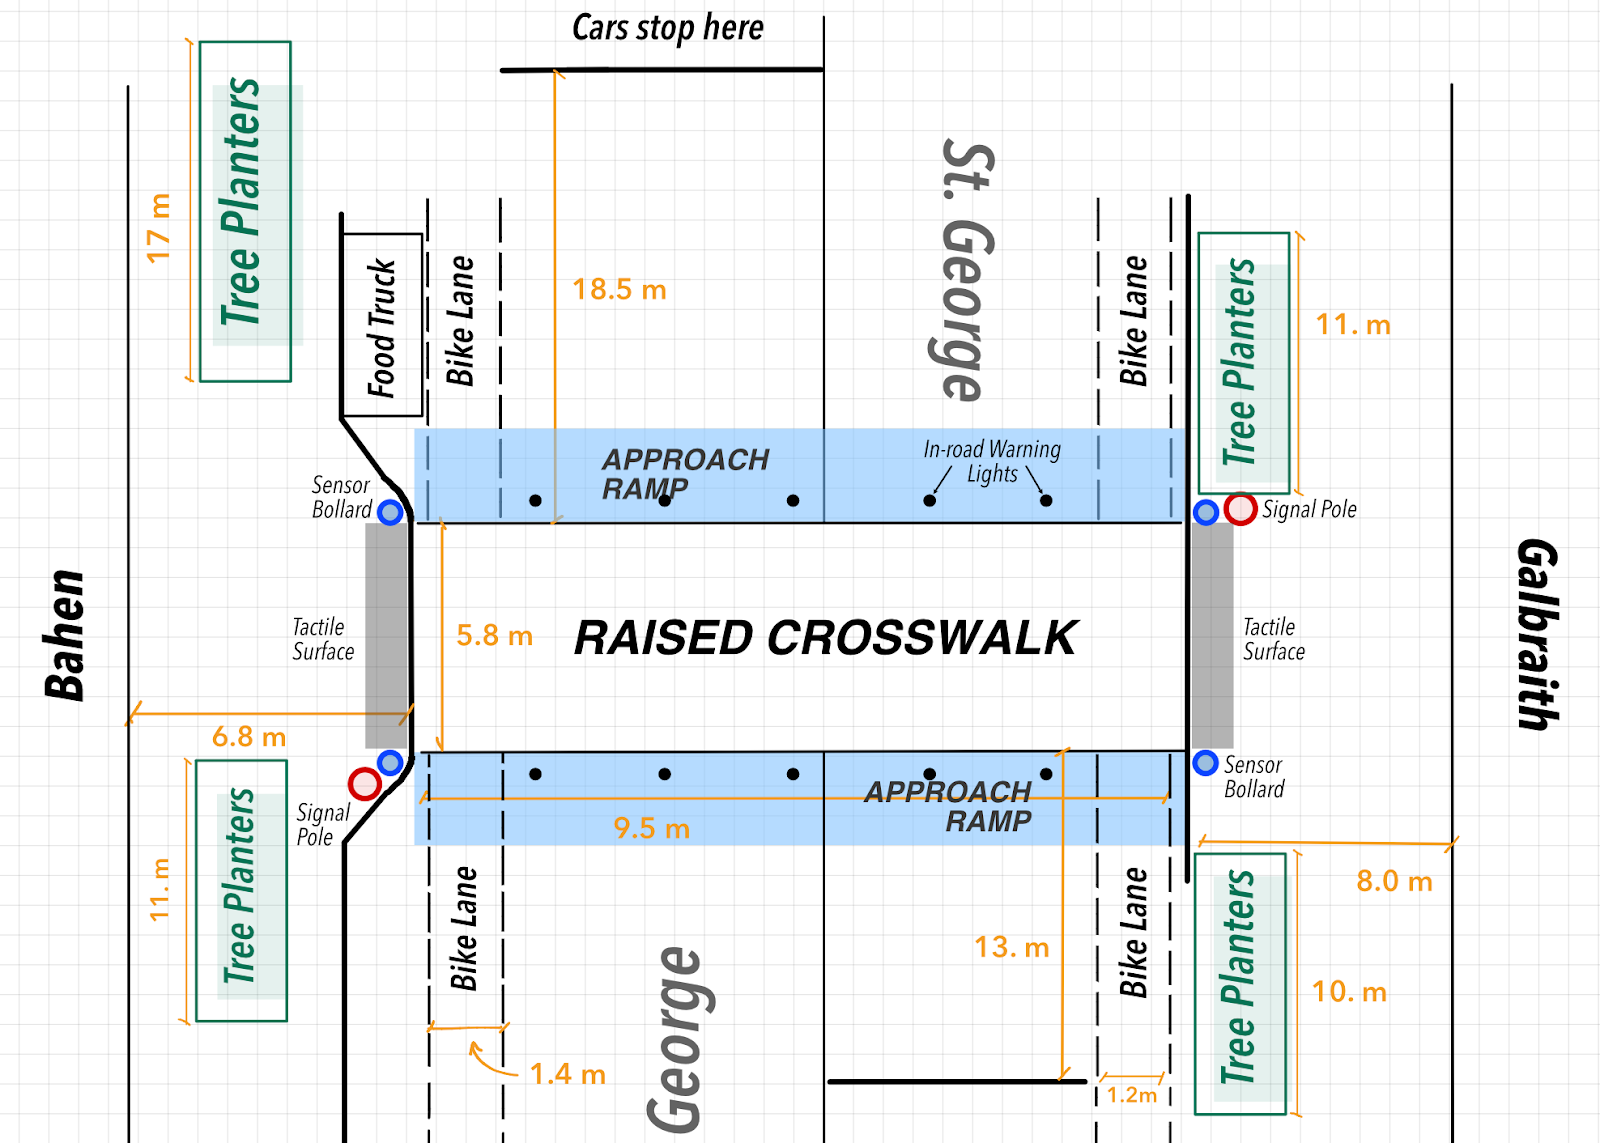 Cars stop here
Tree Planters
17 m
St. George
18.5 m
Food Truck
Bike Lane
Bike Lane
Tree Planters
11. m
APPROACH
RAMP
In-road Warning
Lights
Sensor
Bollard
Signal Pole
Bahen
Tactile
Surface
5.8 m
RAISED CROSSWALK
Tactile
Surface
Galbraith
6.8 m
Sensor
Bollard
Signal
Pole
APPROACH
RAMP
9.5 m
Tree Planters
11. m
Bike Lane
8.0 m
13. m
Bike Lane
Tree Planters
10. m
George
1.4 m
1.2m